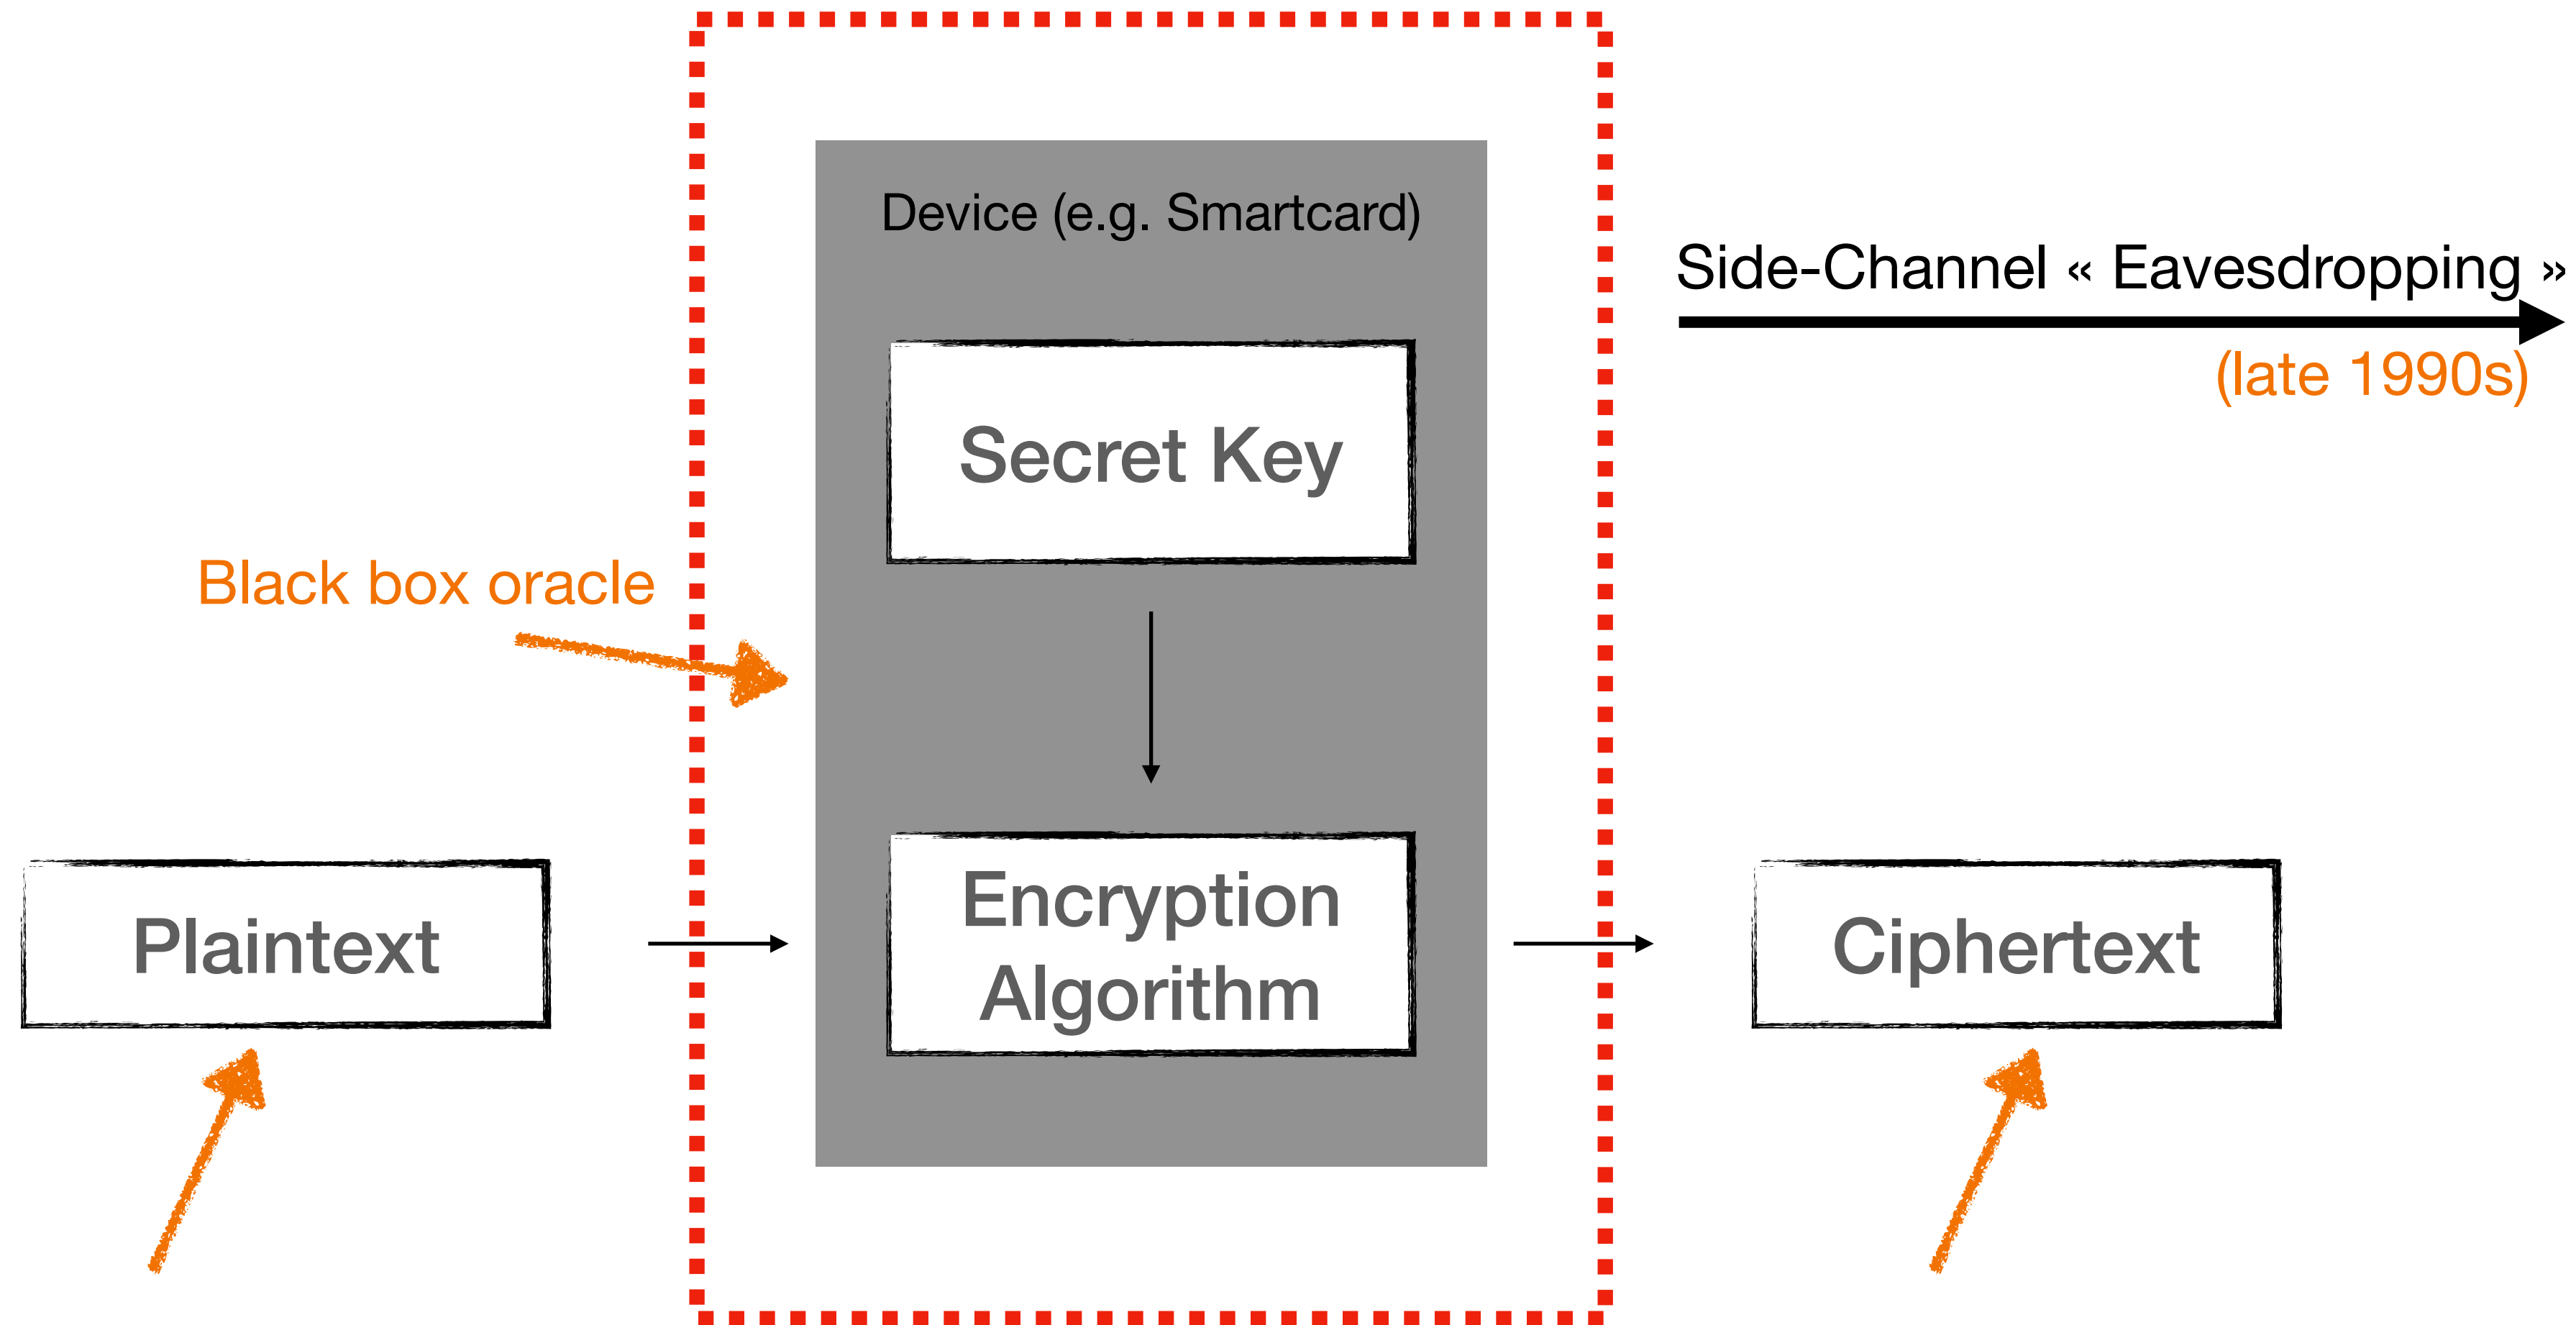 Device (e.g. Smartcard)
Side-Channel « Eavesdropping »
(late 1990s)
Secret Key
Black box oracle
Plaintext
Encryption
Algorithm
Ciphertext